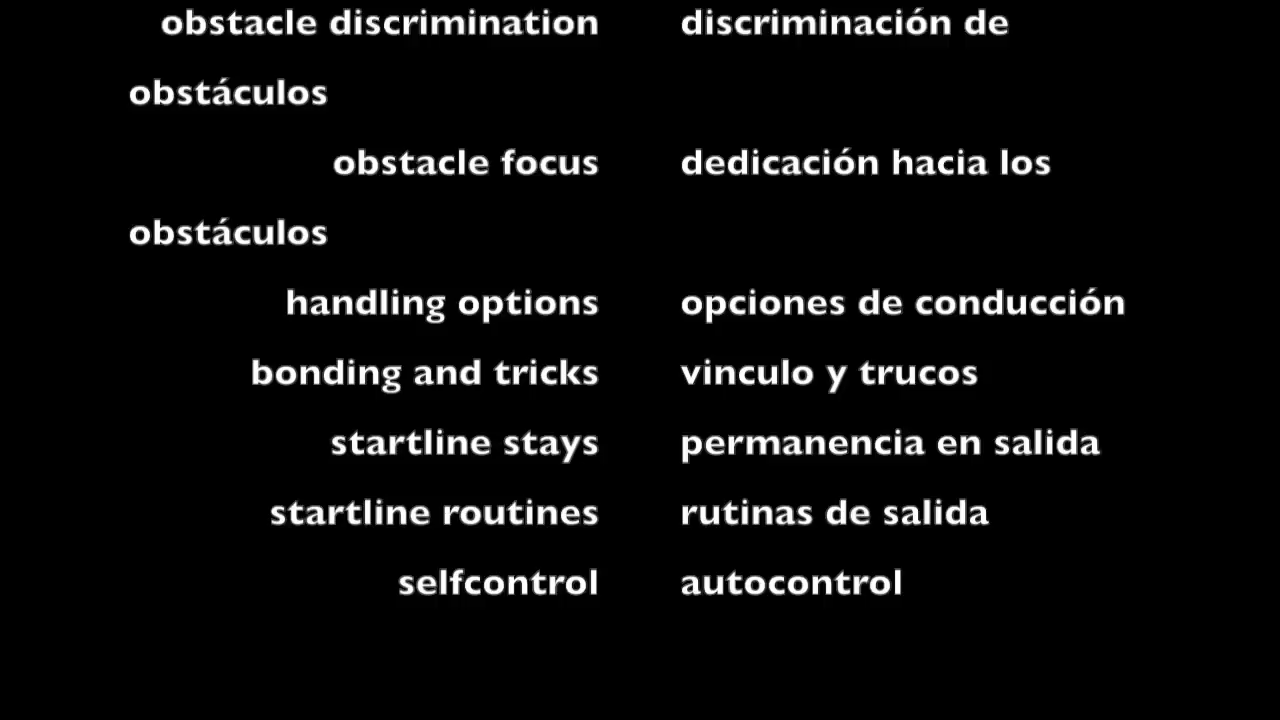 obstacle discrimination discriminación de
obstáculos
obstacle focus dedicación hacia los
obstáculos
handling options opciones de conducción
bonding and tricks vinculo y trucos
startline stays permanencia en salida
startline routines rutinas de salida
selfcontrol autocontrol